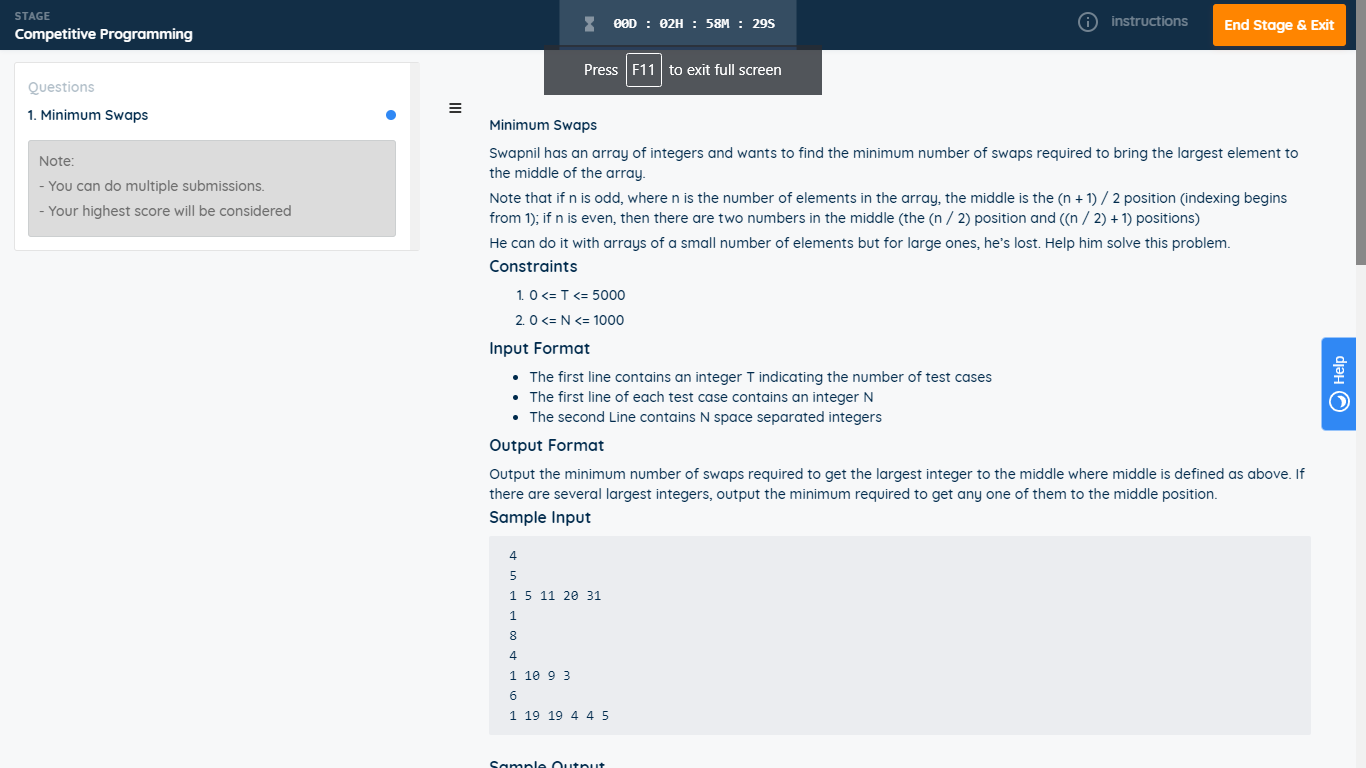 STAGE
Competitive Programming
00D : 02H : 58M : 29S
instructions
End Stage & Exit
Press F11 to exit full screen
Questions
1. Minimum Swaps
Note:
- You can do multiple submissions.
- Your highest score will be considered
Minimum Swaps
Swapnil has an array of integers and wants to find the minimum number of swaps required to bring the largest element to
the middle of the array.
Note that if n is odd, where n is the number of elements in the array, the middle is the (n + 1) / 2 position (indexing begins
from 1); if n is even, then there are two numbers in the middle (the (n / 2) position and ((n / 2) + 1) positions)
He can do it with arrays of a small number of elements but for large ones, he's lost. Help him solve this problem.
Constraints
1. 0 <= T <= 5000
2. 0 <= N <= 1000
Input Format
• The first line contains an integer T indicating the number of test cases
• The first line of each test case contains an integer N
• The second Line contains N space separated integers
Output Format
Output the minimum number of swaps required to get the largest integer to the middle where middle is defined as above. If
there are several largest integers, output the minimum required to get any one of them to the middle position.
Sample Input
4
5
1 5 11 20 31
1
8
4
1 10 9 3
6
1 19 19 4 4 5
Sample Output
Help